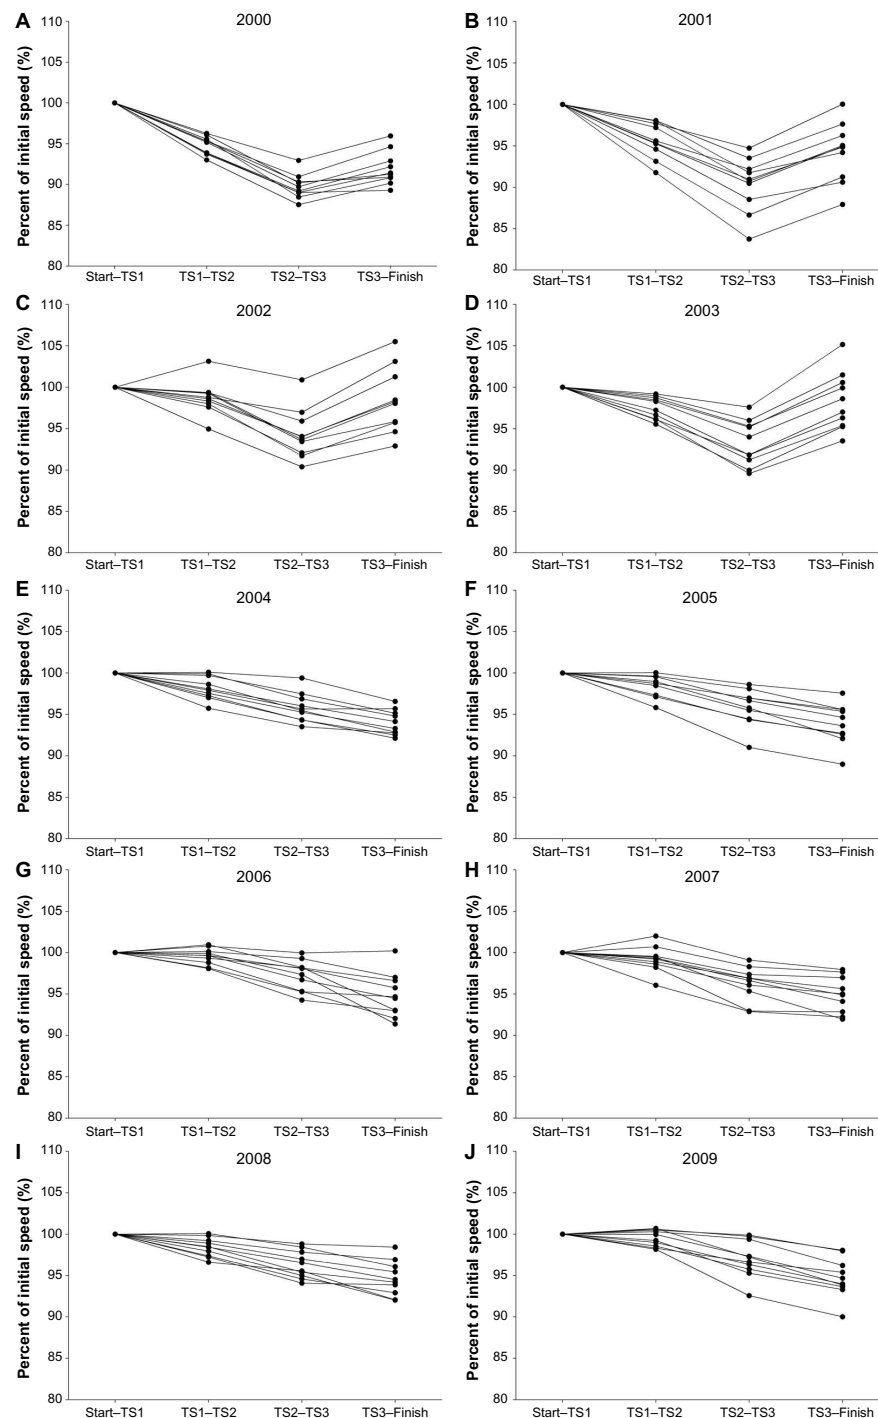 A
2000
Percent of initial speed (%)
110
105
100
95
90
85
80
Start–TS1
TS1–TS2
TS2–TS3
TS3–Finish
B
2001
Percent of initial speed (%)
110
105
100
95
90
85
80
Start–TS1
TS1–TS2
TS2–TS3
TS3–Finish
C
2002
Percent of initial speed (%)
110
105
100
95
90
85
80
Start–TS1
TS1–TS2
TS2–TS3
TS3–Finish
D
2003
Percent of initial speed (%)
110
105
100
95
90
85
80
Start–TS1
TS1–TS2
TS2–TS3
TS3–Finish
E
2004
Percent of initial speed (%)
110
105
100
95
90
85
80
Start–TS1
TS1–TS2
TS2–TS3
TS3–Finish
F
2005
Percent of initial speed (%)
110
105
100
95
90
85
80
Start–TS1
TS1–TS2
TS2–TS3
TS3–Finish
G
2006
Percent of initial speed (%)
110
105
100
95
90
85
80
Start–TS1
TS1–TS2
TS2–TS3
TS3–Finish
H
2007
Percent of initial speed (%)
110
105
100
95
90
85
80
Start–TS1
TS1–TS2
TS2–TS3
TS3–Finish
I
2008
Percent of initial speed (%)
110
105
100
95
90
85
80
Start–TS1
TS1–TS2
TS2–TS3
TS3–Finish
J
2009
Percent of initial speed (%)
110
105
100
95
90
85
80
Start–TS1
TS1–TS2
TS2–TS3
TS3–Finish